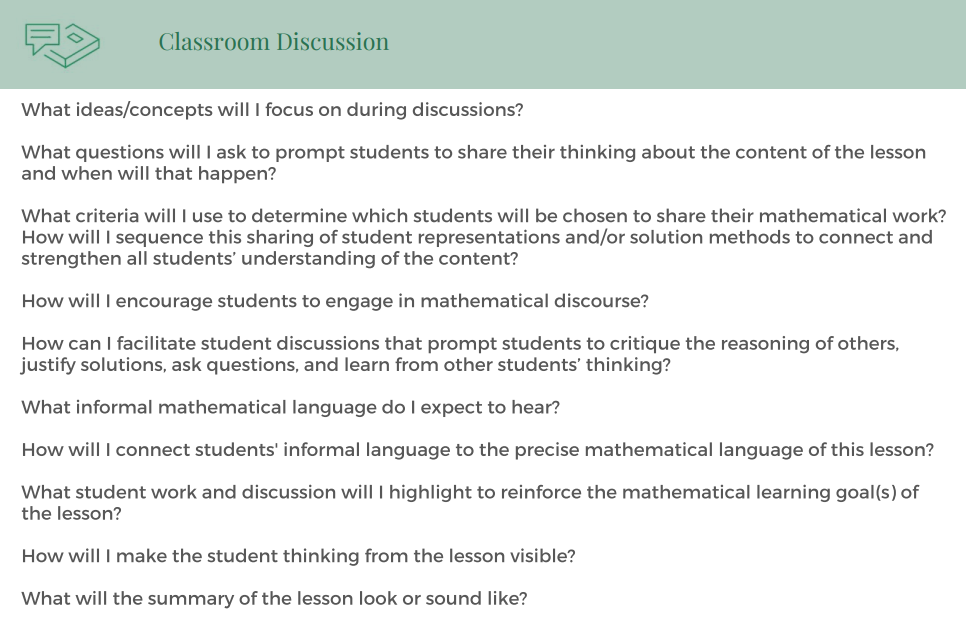 Classroom Discussion
What ideas/concepts will I focus on during discussions?
What questions will I ask to prompt students to share their thinking about the content of the lesson
and when will that happen?
What criteria will I use to determine which students will be chosen to share their mathematical work?
How will I sequence this sharing of student representations and/or solution methods to connect and
strengthen all students’ understanding of the content?
How will I encourage students to engage in mathematical discourse?
How can I facilitate student discussions that prompt students to critique the reasoning of others,
justify solutions, ask questions, and learn from other students’ thinking?
What informal mathematical language do I expect to hear?
How will I connect students' informal language to the precise mathematical language of this lesson?
What student work and discussion will I highlight to reinforce the mathematical learning goal(s) of
the lesson?
How will I make the student thinking from the lesson visible?
What will the summary of the lesson look or sound like?